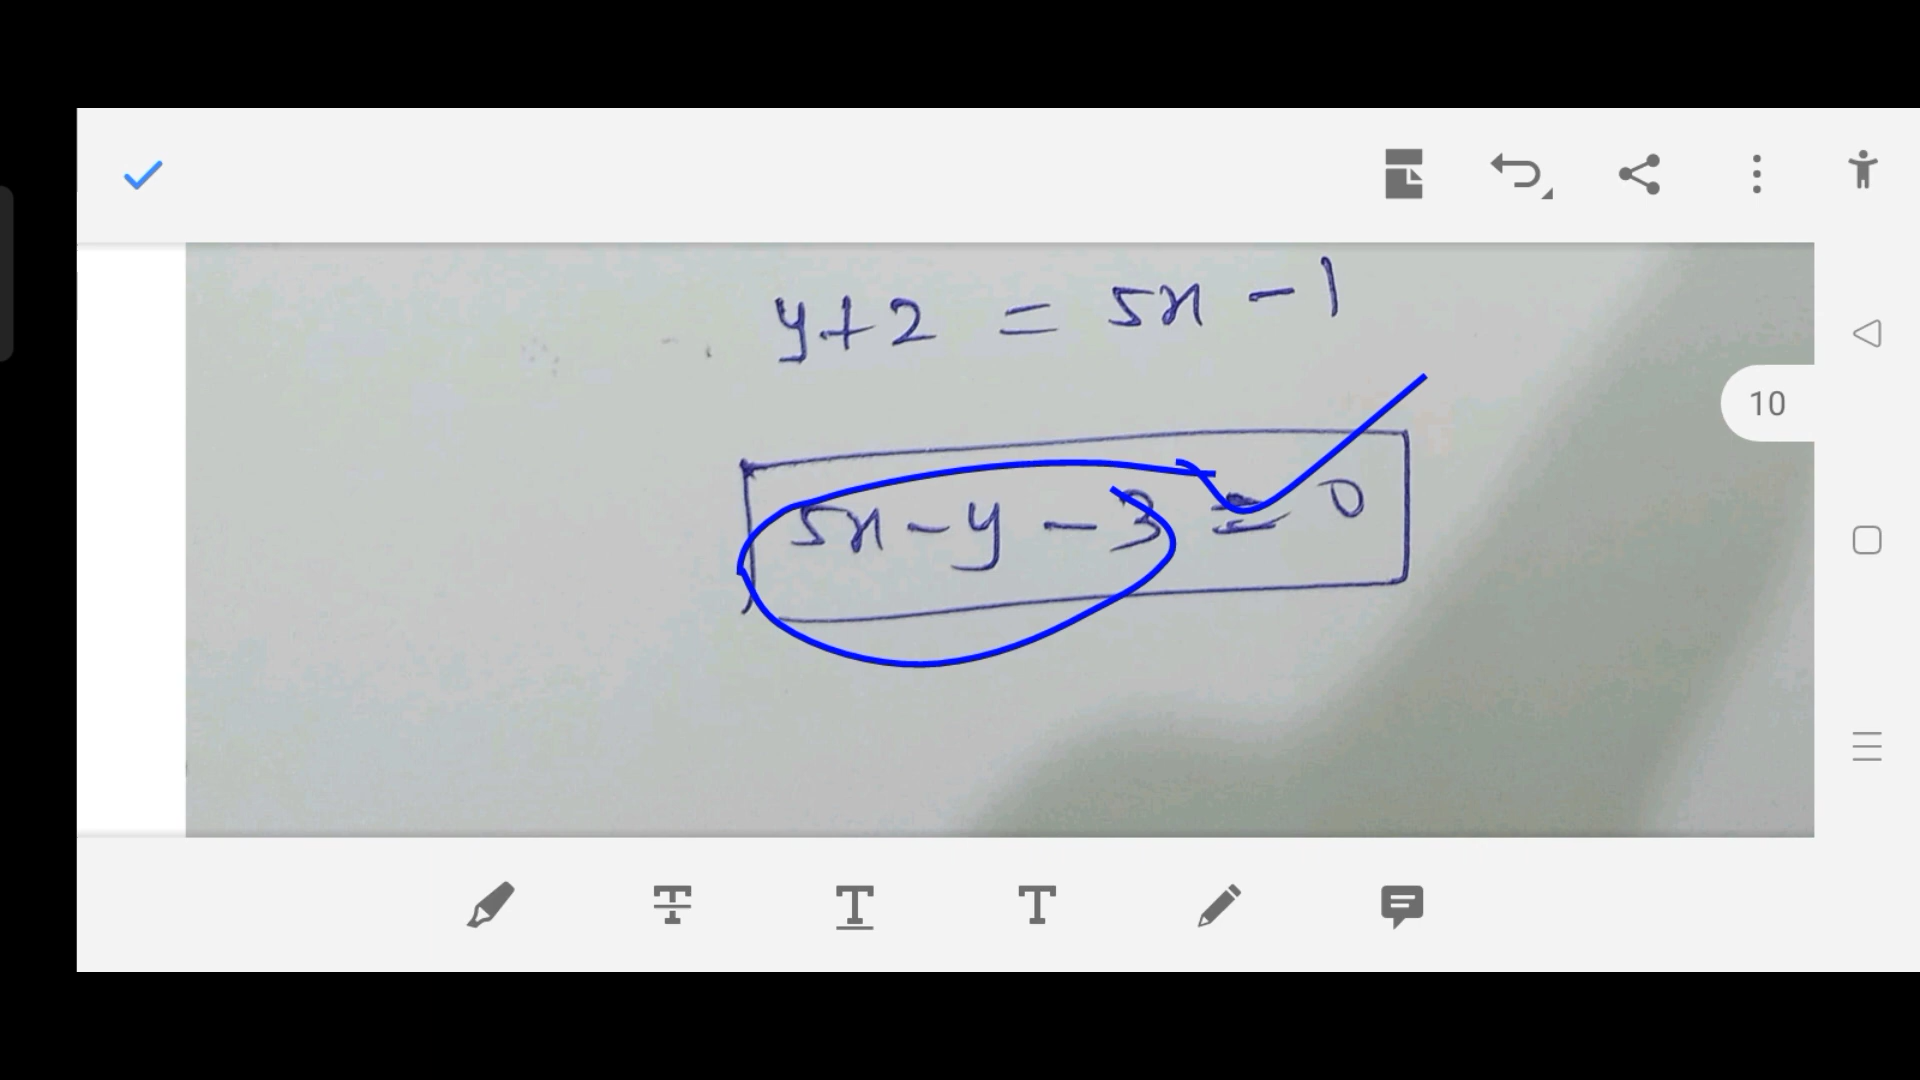 y+2 = 5x - 1
10
5x - y - 3 = 0